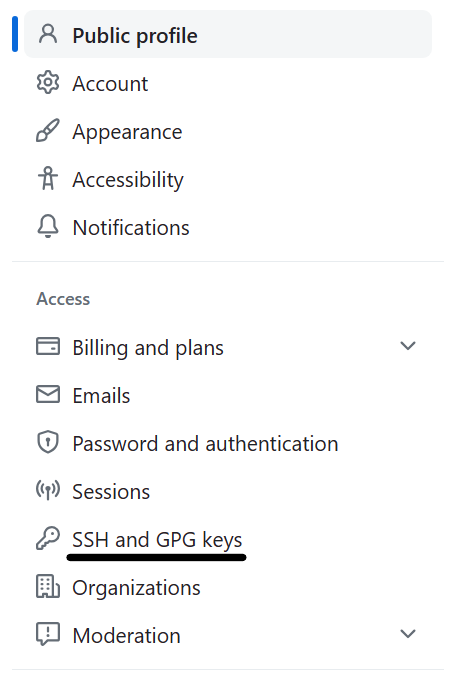 Public profile
Account
Appearance
Accessibility
Notifications
Access
Billing and plans
Emails
Password and authentication
Sessions
SSH and GPG keys
Organizations
Moderation